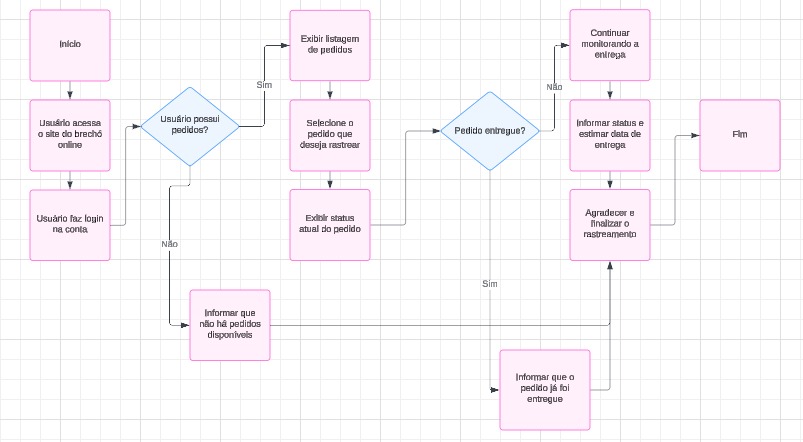 Início
Usuário acessa
o site do brechó
online
Usuário faz login
na conta
Usuário possui
pedidos?
Sim
Não
Exibir listagem
de pedidos
Selecione o
pedido que
deseja rastrear
Exibir status
atual do pedido
Informar que
não há pedidos
disponíveis
Pedido entregue?
Não
Sim
Continuar
monitorando a
entrega
Informar status e
estimar data de
entrega
Agradecer e
finalizar o
rastreamento
Informar que o
pedido já foi
entregue
Fim